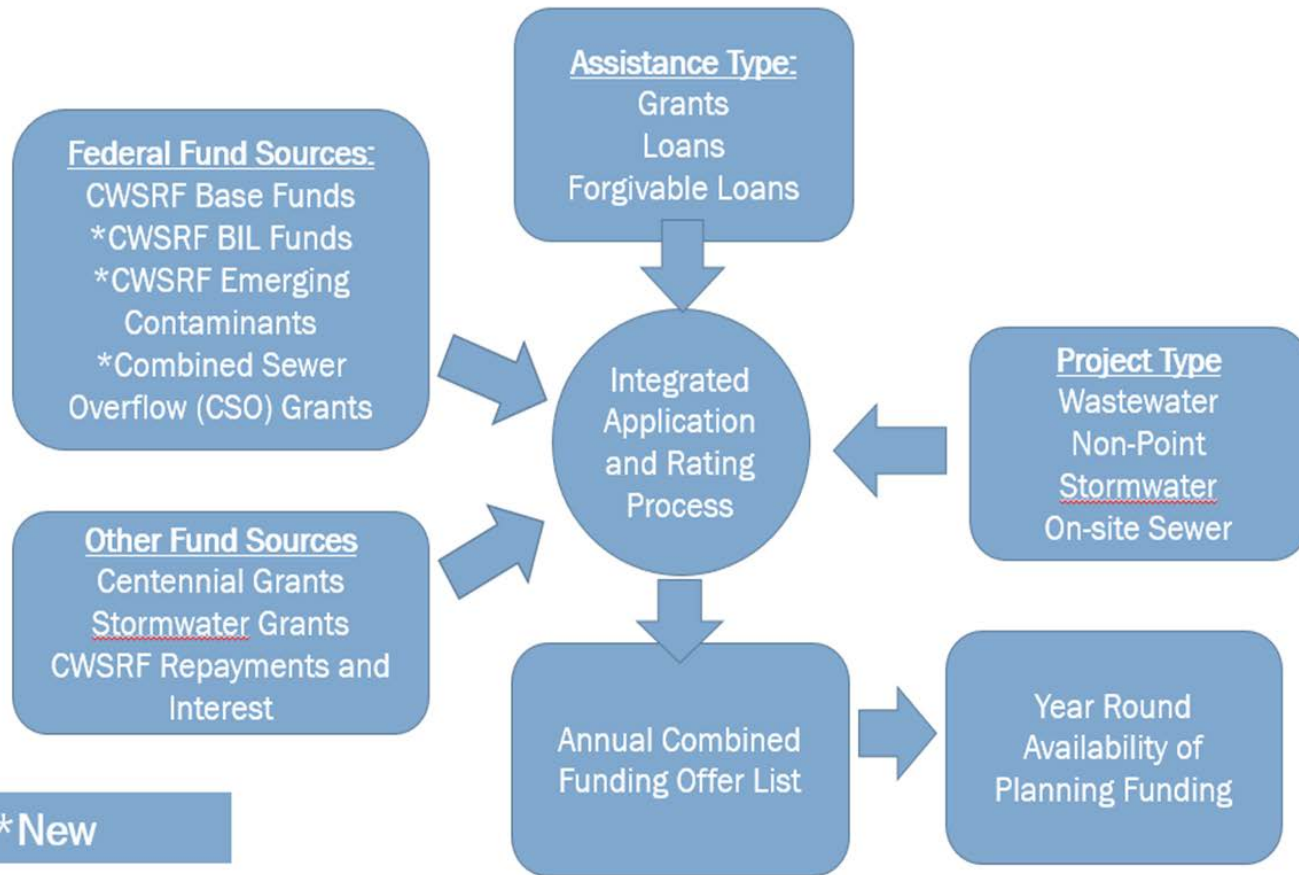 Assistance Type:
Grants
Loans
Forgivable Loans
Federal Fund Sources:
CWSRF Base Funds
*CWSRF BIL Funds
*CWSRF Emerging
Contaminants
*Combined Sewer
Overflow (CSO) Grants
Integrated
Application
and Rating
Process
Project Type
Wastewater
Non-Point
Stormwater
On-site Sewer
Other Fund Sources
Centennial Grants
Stormwater Grants
CWSRF Repayments and
Interest
Annual Combined
Funding Offer List
Year Round
Availability of
Planning Funding
*New